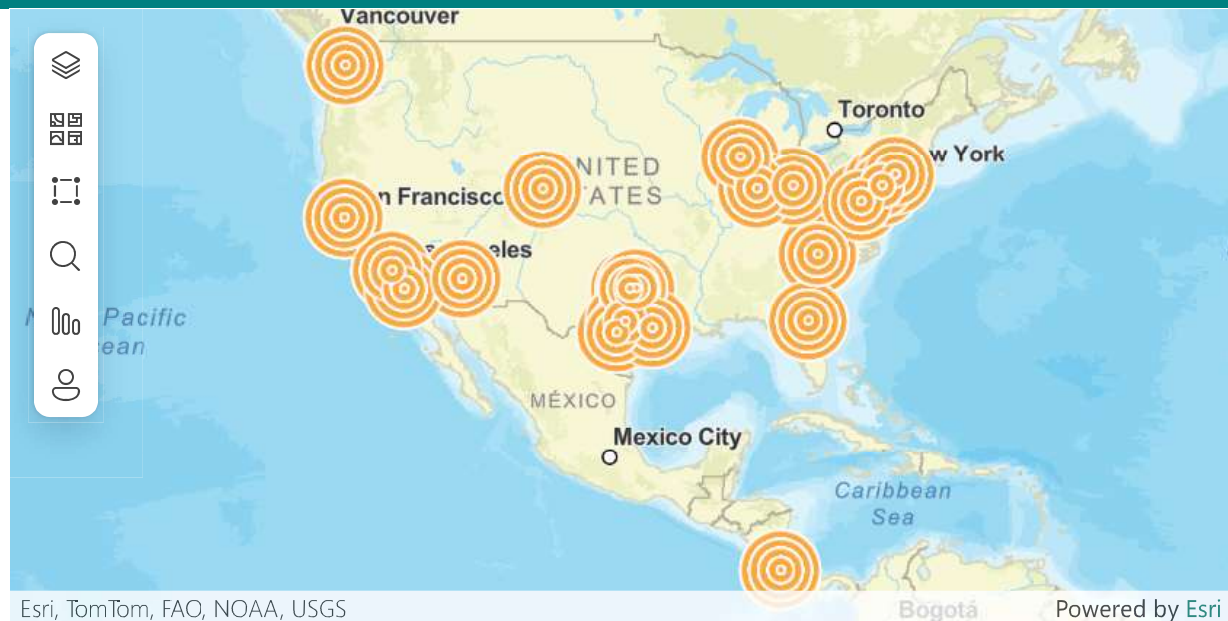 Vancouver
Toronto
w York
NITED
ATES
n Francisco
eles
Pacific
ean
MÉXICO
Mexico City
Caribbean
Sea
Bogotá
Esri, TomTom, FAO, NOAA, USGS
Powered by Esri